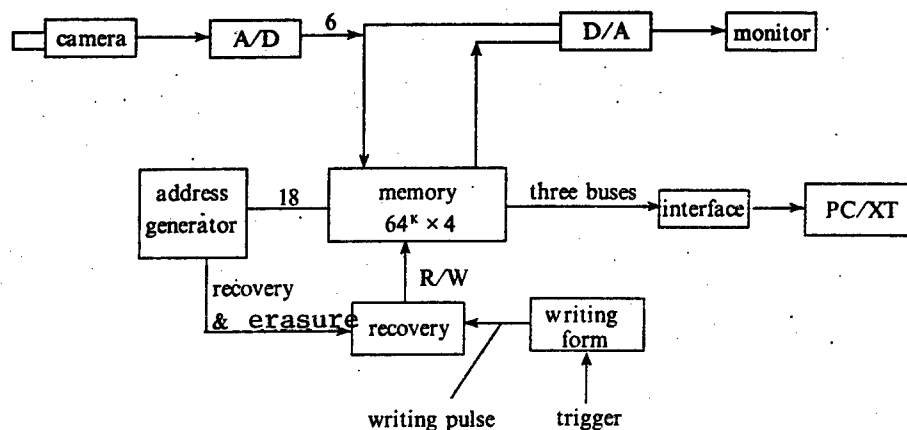 camera
A/D
6
D/A
monitor
address
generator
18
memory
64ᴷ × 4
three buses
interface
PC/XT
recovery
& erasure
R/W
recovery
writing
form
writing pulse
trigger